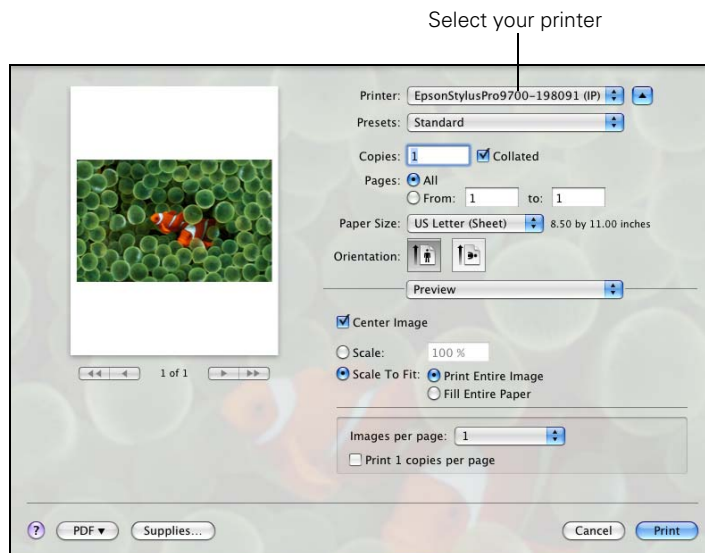 Select your printer
Printer: EpsonStylusPro9700-198091 (IP)
Presets: Standard
Copies: 1 Collated
Pages: All
From: 1 to: 1
Paper Size: US Letter (Sheet) 8.50 by 11.00 inches
Orientation:
Preview
Center Image
Scale: 100 %
Scale To Fit: Print Entire Image
Fill Entire Paper
1 of 1
Images per page: 1
Print 1 copies per page
? PDF Supplies... Cancel Print